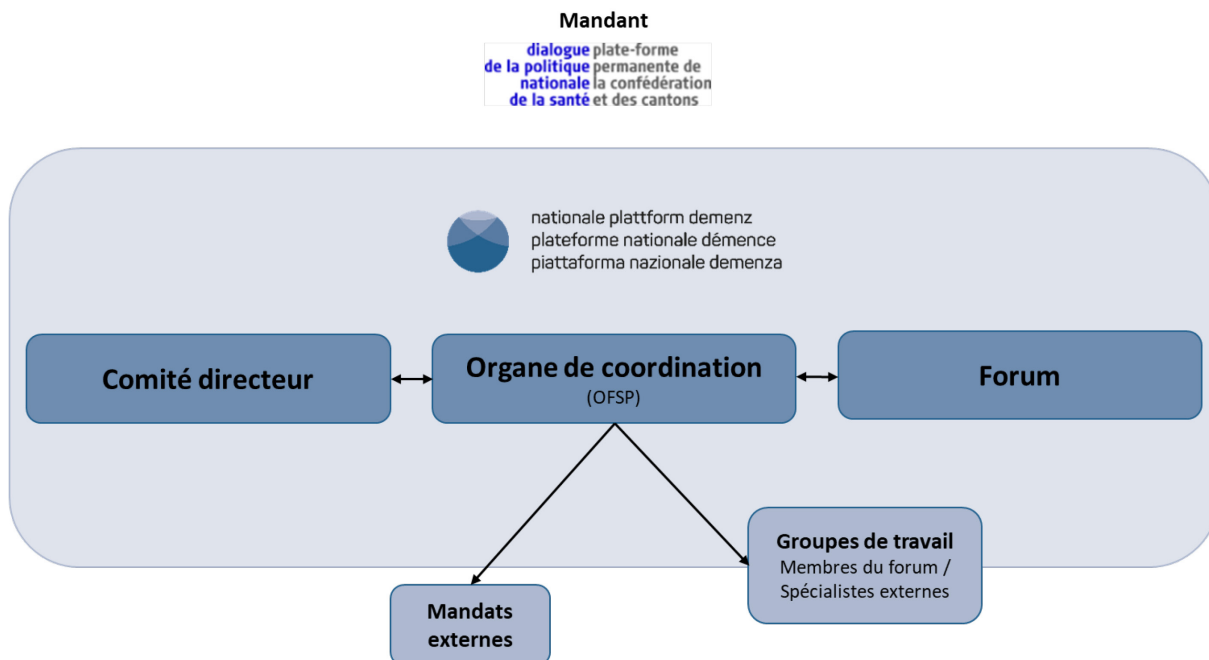 Mandant
dialogue plate-forme
de la politique permanente de
nationale la confédération
de la santé et des cantons
nationale plattform demenz
plateforme nationale démence
piattaforma nazionale demenza
Comité directeur
Organe de coordination
(OFSP)
Forum
Groupes de travail
Membres du forum /
Spécialistes externes
Mandats
externes